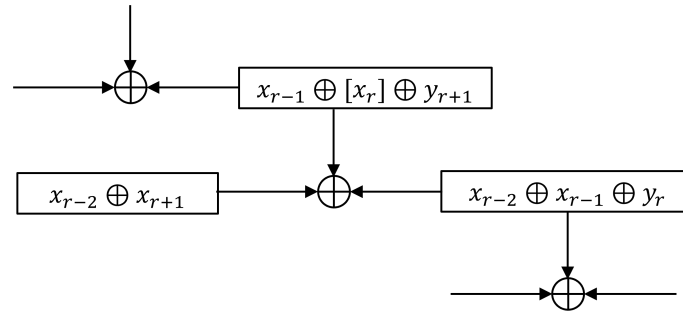 x_{r-1} ⊕ [x_r] ⊕ y_{r+1}
x_{r-2} ⊕ x_{r+1}
x_{r-2} ⊕ x_{r-1} ⊕ y_r